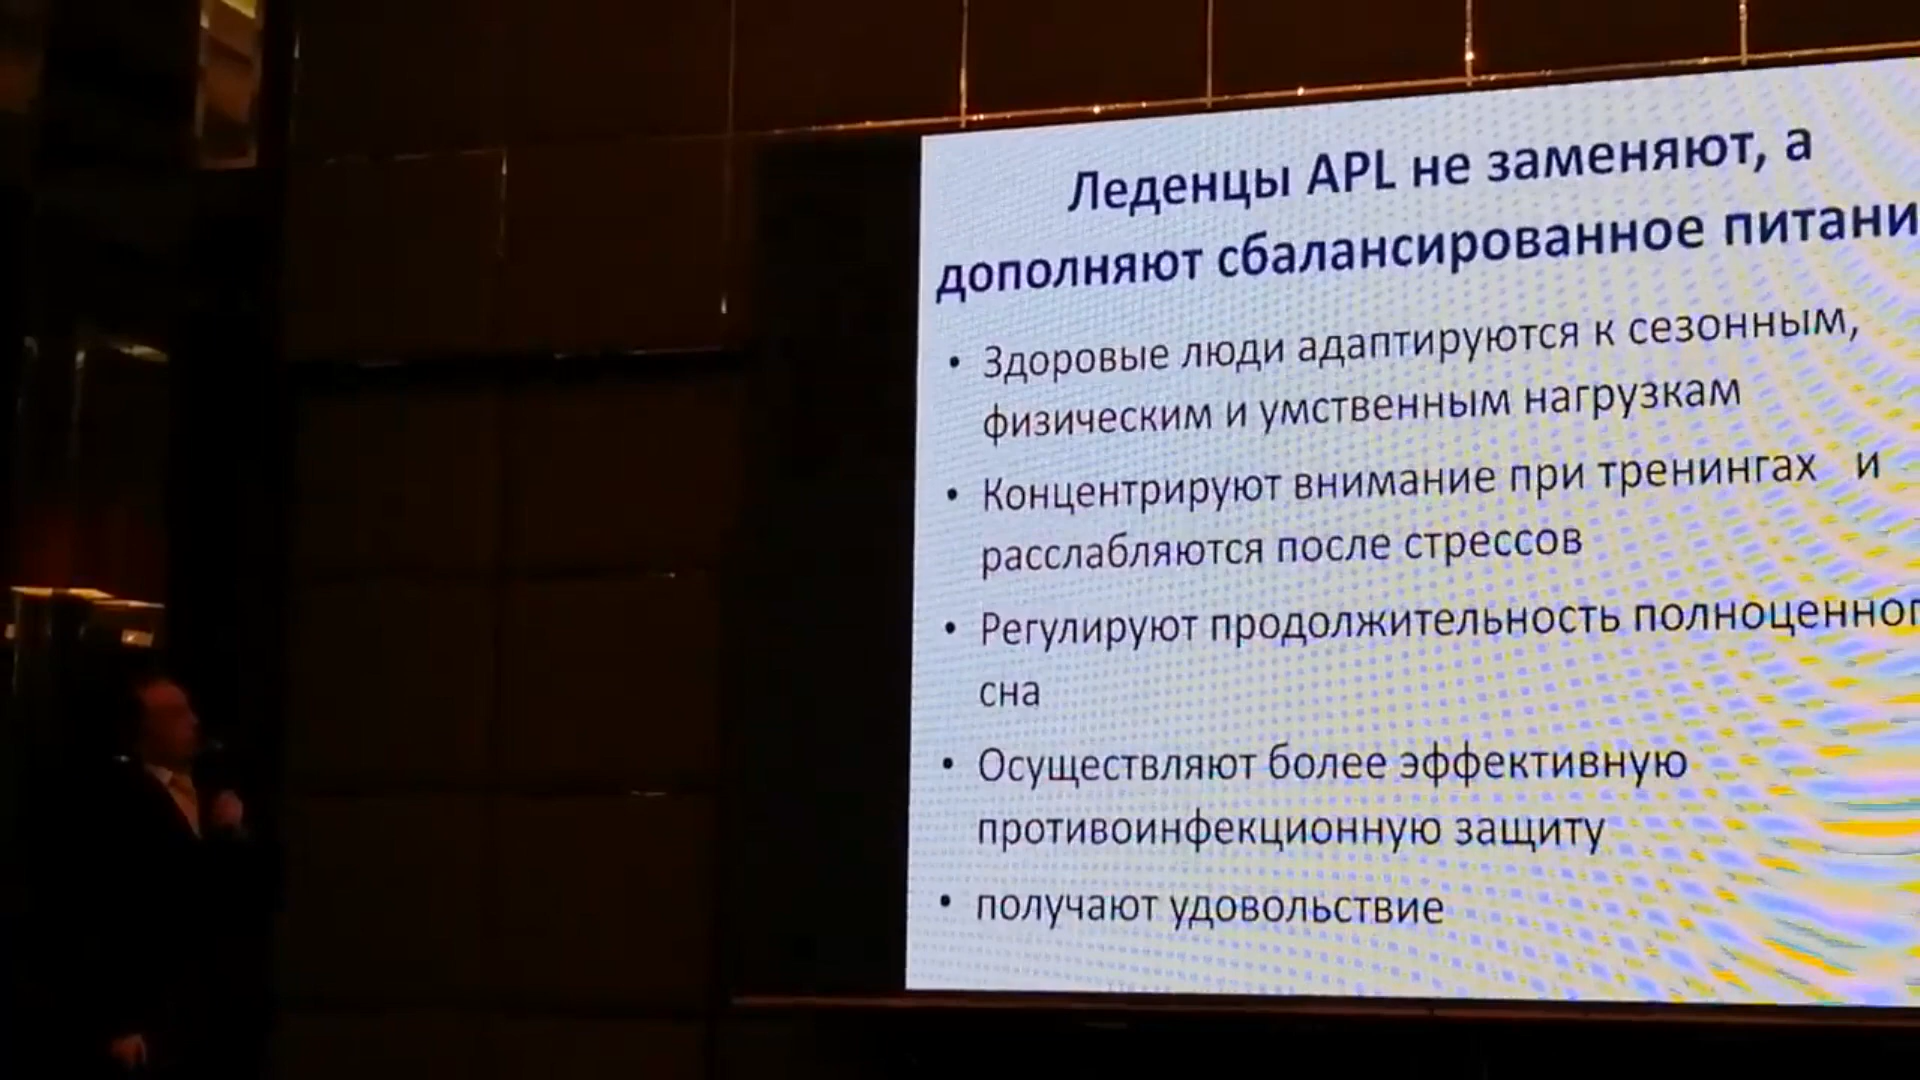 Леденцы APL не заменяют, а
дополняют сбалансированное питани
• Здоровые люди адаптируются к сезонным,
физическим и умственным нагрузкам
• Концентрируют внимание при тренингах и
расслабляются после стрессов
• Регулируют продолжительность полноценног
сна
• Осуществляют более эффективную
противоинфекционную защиту
• получают удовольствие